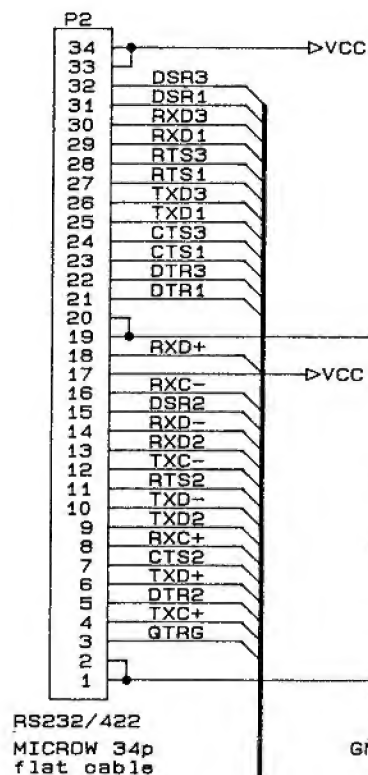 P2
34 VCC
33
32 DSR3
31 DSR1
30 RXD3
29 RXD1
28 RTS3
27 RTS1
26 TXD3
25 TXD1
24 CTS3
23 CTS1
22 DTR3
21 DTR1
20
19
18 RXD+
17 VCC
16 RXC-
15 DSR2
14 RXD-
13 RXD2
12 TXC-
11 RTS2
10 TXD-
9 TXD2
8 RXC+
7 CTS2
6 TXD+
5 DTR2
4 TXC+
3 QTRG
2
1
RS232/422
MICROW 34p
flat cable